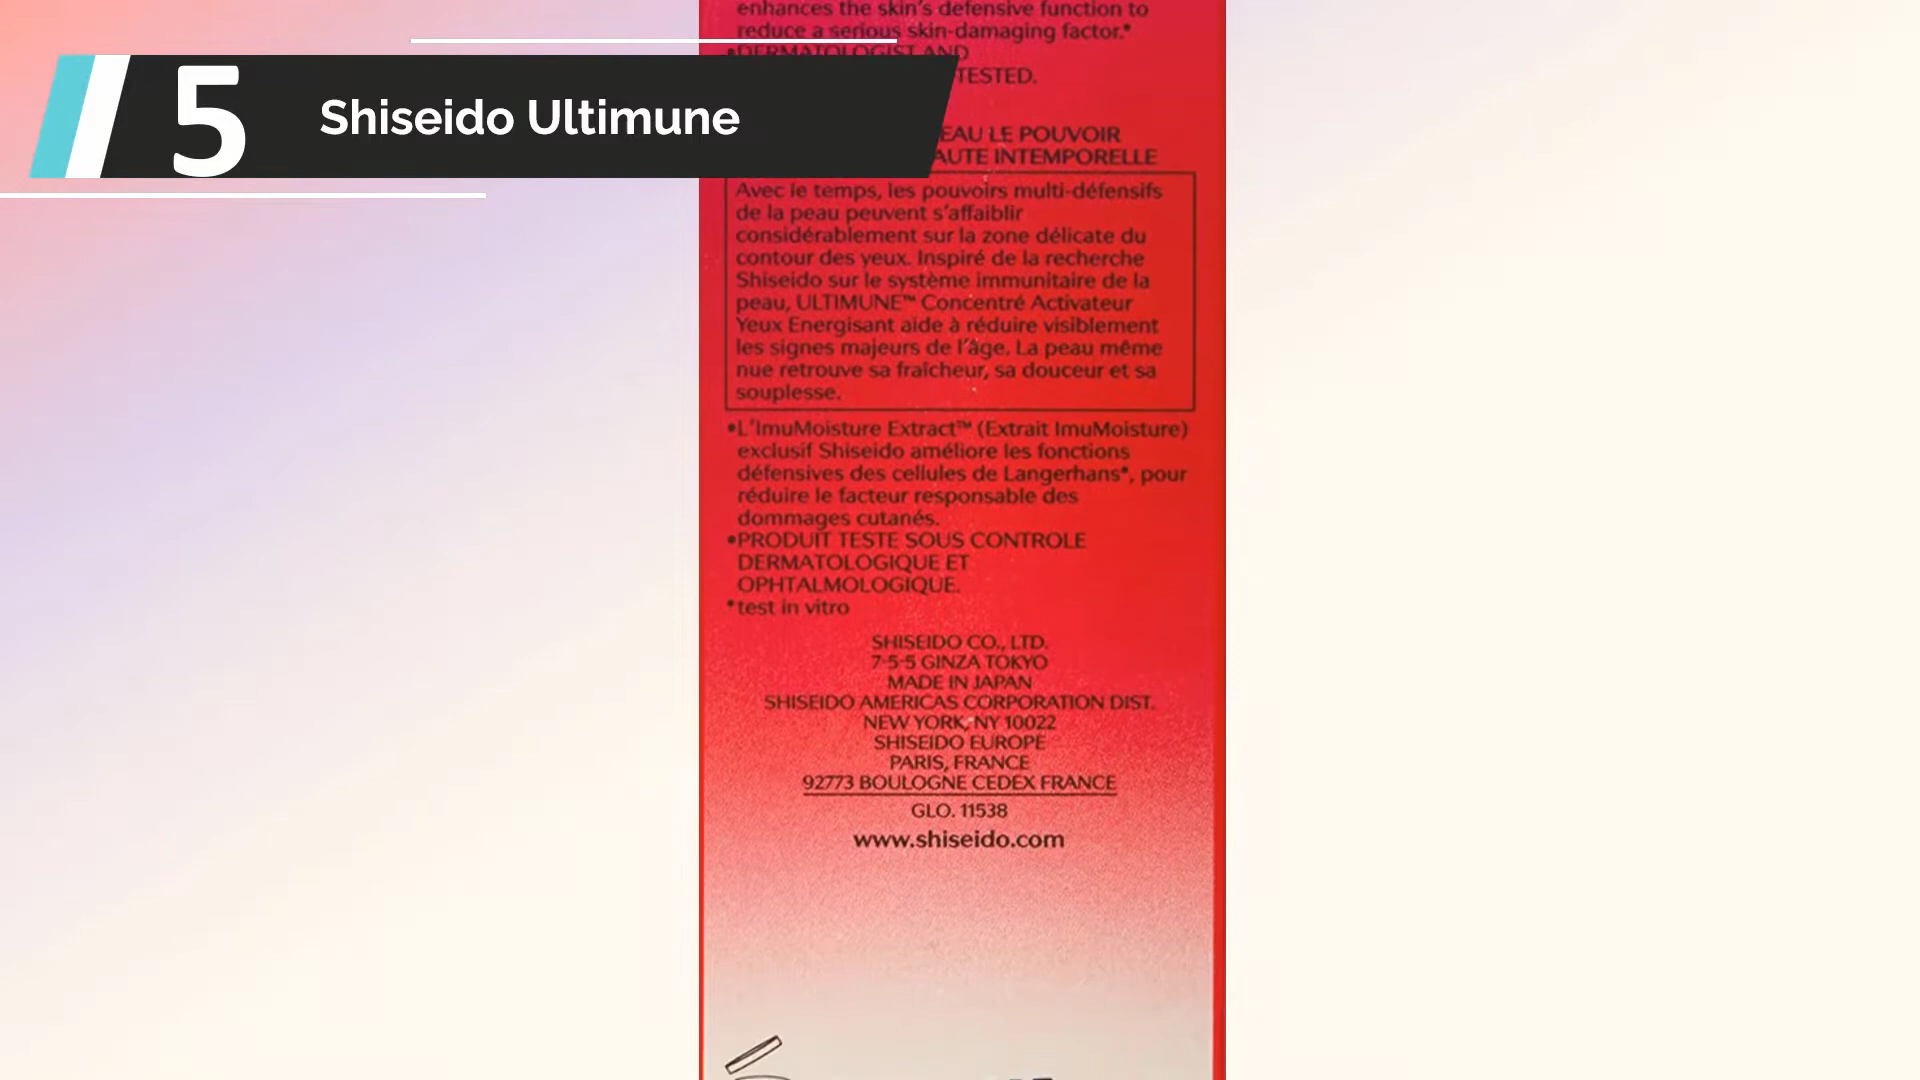 5
Shiseido Ultimune
enhances the skin's defensive function to
reduce a serious skin-damaging factor.*
•DERMATOLOGIST AND
TESTED.
EAU LE POUVOIR
AUTE INTEMPORELLE
Avec le temps, les pouvoirs multi-défensifs
de la peau peuvent s'affaiblir
considérablement sur la zone délicate du
contour des yeux. Inspiré de la recherche
Shiseido sur le système immunitaire de la
peau, ULTIMUNE™ Concentré Activateur
Yeux Energisant aide à réduire visiblement
les signes majeurs de l'âge. La peau même
nue retrouve sa fraîcheur, sa douceur et sa
souplesse.
•L'ImuMoisture Extract™ (Extrait ImuMoisture)
exclusif Shiseido améliore les fonctions
défensives des cellules de Langerhans*, pour
réduire le facteur responsable des
dommages cutanés.
•PRODUIT TESTE SOUS CONTROLE
DERMATOLOGIQUE ET
OPHTALMOLOGIQUE.
*test in vitro
SHISEIDO CO., LTD.
7-5-5 GINZA TOKYO
MADE IN JAPAN
SHISEIDO AMERICAS CORPORATION DIST.
NEW YORK, NY 10022
SHISEIDO EUROPE
PARIS, FRANCE
92773 BOULOGNE CEDEX FRANCE
GLO. 11538
www.shiseido.com